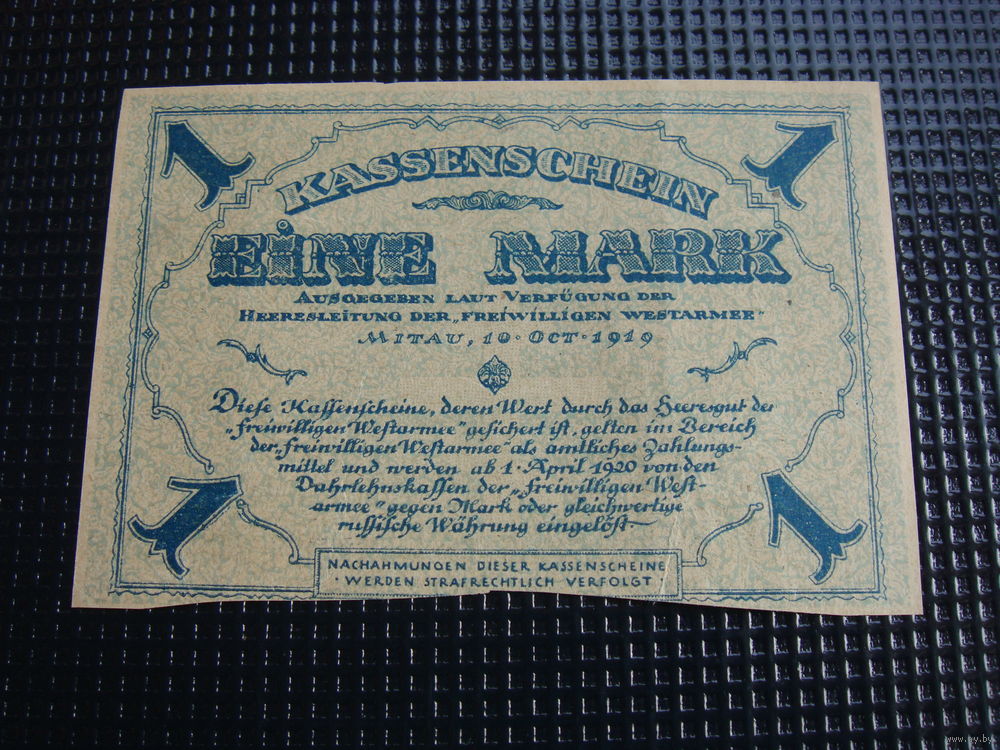 1 1
KASSENSCHEIN
EINE MARK
AUSGEGEBEN LAUT VERFÜGUNG DER
HEERESLEITUNG DER „FREIWILLIGEN WESTARMEE"
MITAU, 10·OCT·1919
Diese Kassenscheine, deren Wert durch das Heeresgut der
„freiwilligen Westarmee" gesichert ist, gelten im Bereich
der „freiwilligen Westarmee" als amtliches Zahlungs-
mittel und werden ab 1·April 1920 von den
Dahrlehnskassen der „freiwilligen West-
armee" gegen Mark oder gleichwertige
russische Währung eingelöst.
1 1
NACHAHMUNGEN DIESER KASSENSCHEINE
· WERDEN STRAFRECHTLICH VERFOLGT ·
www.ay.by